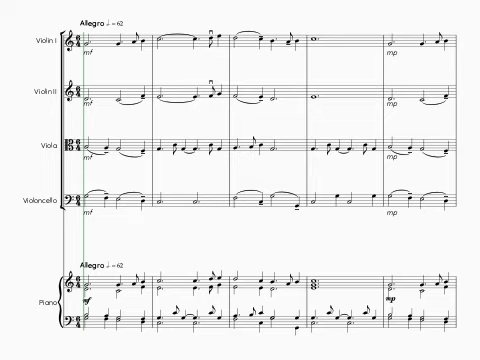 Allegro ♩ = 62
Violin I
mf
mp
Violin II
mf
mp
Viola
mf
mp
Violoncello
mf
mp
Allegro ♩ = 62
Piano
mf
mp